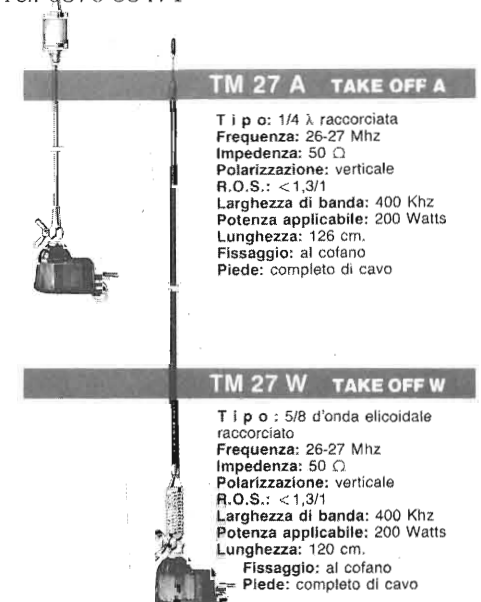 TM 27 A TAKE OFF A
Tipo: 1/4 λ raccorciata
Frequenza: 26-27 Mhz
Impedenza: 50 Ω
Polarizzazione: verticale
R.O.S.: <1,3/1
Larghezza di banda: 400 Khz
Potenza applicabile: 200 Watts
Lunghezza: 126 cm.
Fissaggio: al cofano
Piede: completo di cavo
TM 27 W TAKE OFF W
Tipo: 5/8 d'onda elicoidale
raccorciato
Frequenza: 26-27 Mhz
Impedenza: 50 Ω
Polarizzazione: verticale
R.O.S.: <1,3/1
Larghezza di banda: 400 Khz
Potenza applicabile: 200 Watts
Lunghezza: 120 cm.
Fissaggio: al cofano
Piede: completo di cavo